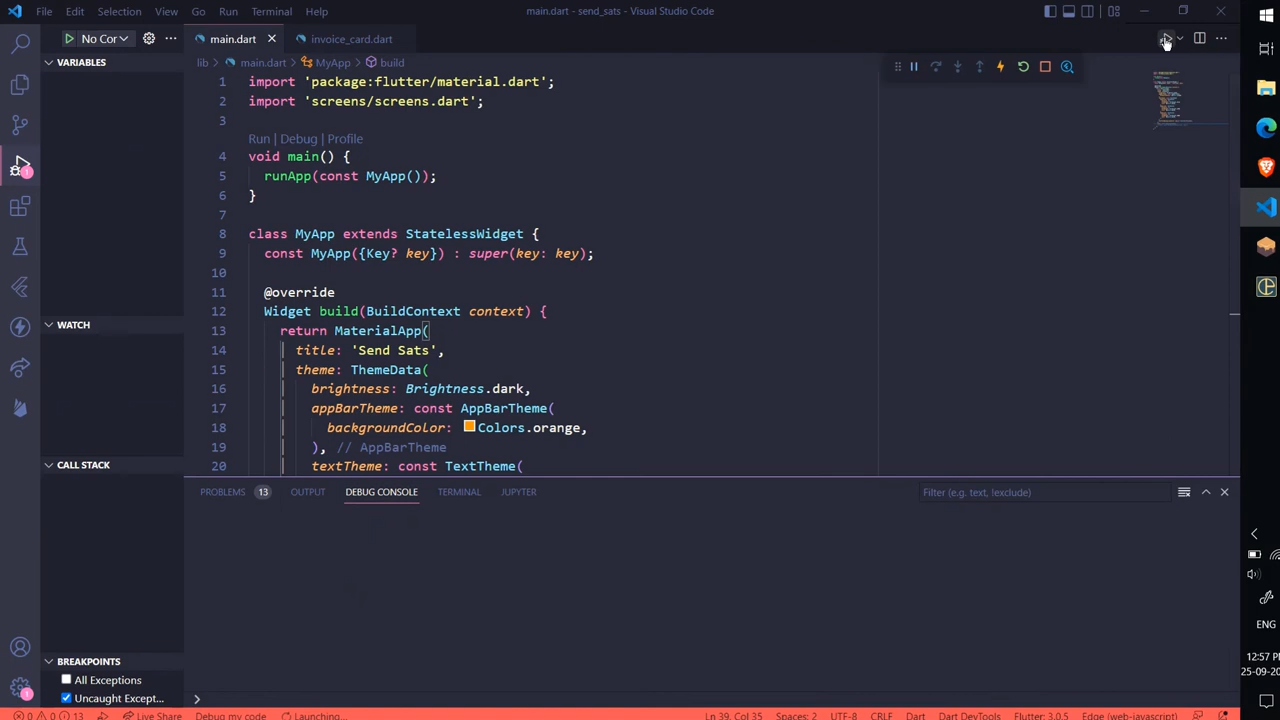 File Edit Selection View Go Run Terminal Help main.dart - send_sats - Visual Studio Code
No Cor main.dart invoice_card.dart
VARIABLES lib main.dart MyApp build
1 import 'package:flutter/material.dart';
2 import 'screens/screens.dart';
3
Run | Debug | Profile
4 void main() {
5 runApp(const MyApp());
6 }
7
8 class MyApp extends StatelessWidget {
9 const MyApp({Key? key}) : super(key: key);
10
11 @override
12 Widget build(BuildContext context) {
13 return MaterialApp(
14 title: 'Send Sats',
15 theme: ThemeData(
16 brightness: Brightness.dark,
17 appBarTheme: const AppBarTheme(
18 backgroundColor: Colors.orange,
19 ), // AppBarTheme
20 textTheme: const TextTheme(
1
WATCH
CALL STACK
PROBLEMS 13 OUTPUT DEBUG CONSOLE TERMINAL JUPYTER Filter (e.g. text, !exclude)
BREAKPOINTS
All Exceptions
Uncaught Except...
1
ENG
12:57
25-09-20
0 0 13 Live Share Debug my code Launching... Ln 39, Col 35 Spaces: 2 UTF-8 CRLF Dart Dart DevTools Flutter: 3.0.5 Edge (web-javascript)